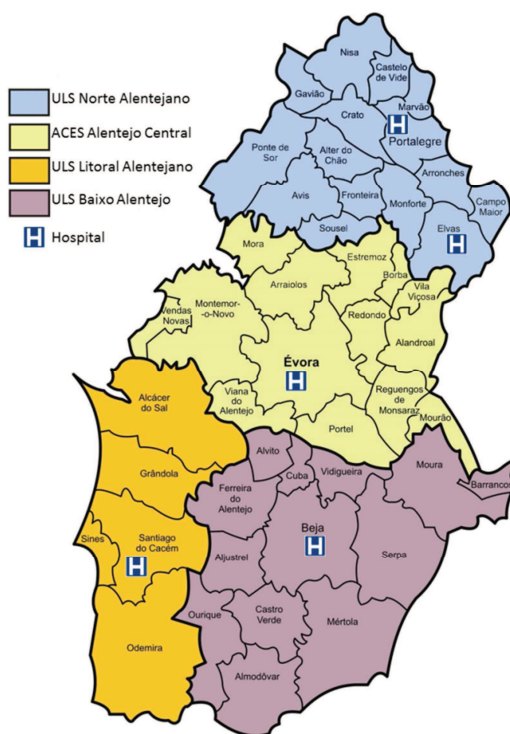 ULS Norte Alentejano
ACES Alentejo Central
ULS Litoral Alentejano
ULS Baixo Alentejo
H Hospital
Nisa
Castelo
de Vide
Gavião
Marvão
Crato
H
Portalegre
Ponte de
Sor
Alter do
Chão
Arronches
Avis
Fronteira
Monforte
Campo
Maior
Sousel
Elvas
H
Mora
Estremoz
Arraiolos
Borba
Vila
Viçosa
Montemor
-o-Novo
Vendas
Novas
Redondo
Alandroal
Évora
H
Viana do
Alentejo
Reguengos
de
Monsaraz
Mourão
Portel
Alcácer
do Sal
Alvito
Cuba
Vidigueira
Moura
Barrancos
Grândola
Ferreira
do
Alentejo
Beja
H
Sines
Santiago
do Cacém
H
Aljustrel
Serpa
Ourique
Castro
Verde
Mértola
Odemira
Almodôvar